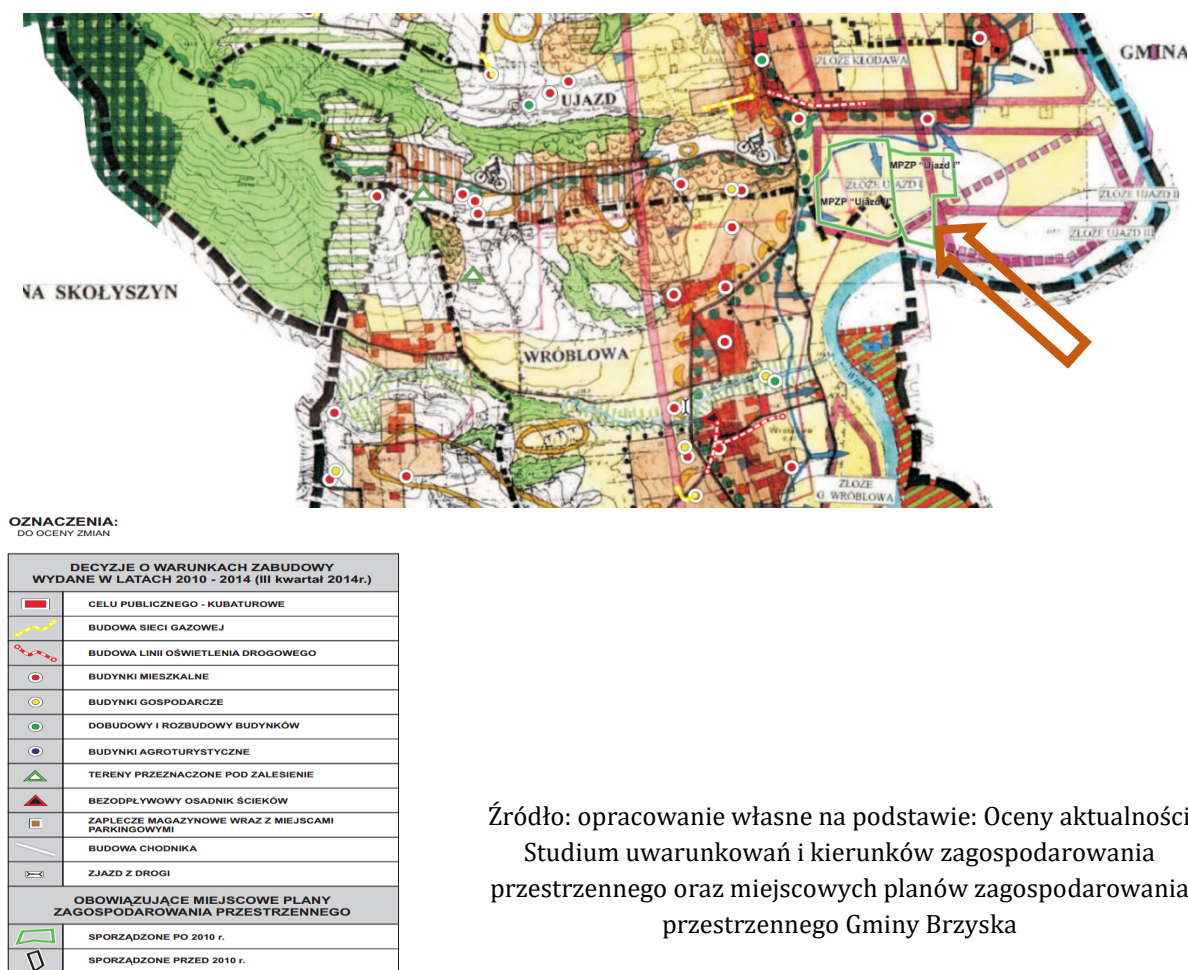 GMINA
ZŁOŻE KŁODAWA
UJAZD
MPZP "Ujazd I"
ZŁOŻE UJAZD I
ZŁOŻE UJAZD II
MPZP "Ujazd II"
ZŁOŻE UJAZD III
NA SKOŁYSZYN
WRÓBLOWA
Wisłoka
Wróblowa
ZŁOŻE
G. WRÓBLOWA
OZNACZENIA:
DO OCENY ZMIAN
DECYZJE O WARUNKACH ZABUDOWY
WYDANE W LATACH 2010 - 2014 (III kwartał 2014r.)
CELU PUBLICZNEGO - KUBATUROWE
BUDOWA SIECI GAZOWEJ
BUDOWA LINII OŚWIETLENIA DROGOWEGO
BUDYNKI MIESZKALNE
BUDYNKI GOSPODARCZE
DOBUDOWY I ROZBUDOWY BUDYNKÓW
BUDYNKI AGROTURYSTYCZNE
TERENY PRZEZNACZONE POD ZALESIENIE
BEZODPŁYWOWY OSADNIK ŚCIEKÓW
ZAPLECZE MAGAZYNOWE WRAZ Z MIEJSCAMI
PARKINGOWYMI
BUDOWA CHODNIKA
ZJAZD Z DROGI
OBOWIĄZUJĄCE MIEJSCOWE PLANY
ZAGOSPODAROWANIA PRZESTRZENNEGO
SPORZĄDZONE PO 2010 r.
SPORZĄDZONE PRZED 2010 r.
Źródło: opracowanie własne na podstawie: Oceny aktualności
Studium uwarunkowań i kierunków zagospodarowania
przestrzennego oraz miejscowych planów zagospodarowania
przestrzennego Gminy Brzyska